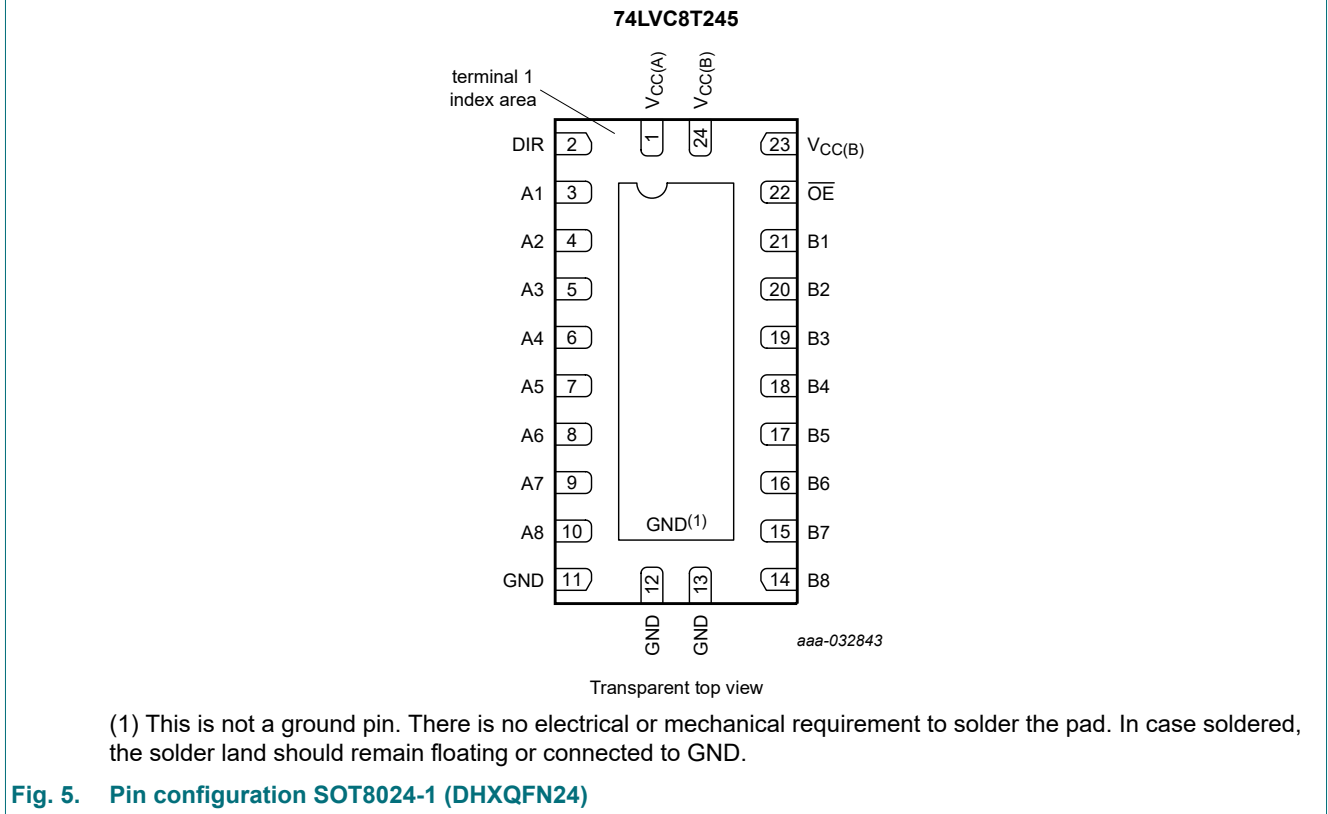 74LVC8T245
terminal 1
index area
VCC(A)
VCC(B)
1
24
DIR 2
23 VCC(B)
A1 3
22 OE
A2 4
21 B1
A3 5
20 B2
A4 6
19 B3
A5 7
18 B4
A6 8
17 B5
A7 9
16 B6
A8 10
15 B7
GND(1)
GND 11
14 B8
12
13
GND
GND
aaa-032843
Transparent top view
(1) This is not a ground pin. There is no electrical or mechanical requirement to solder the pad. In case soldered,
the solder land should remain floating or connected to GND.
Fig. 5. Pin configuration SOT8024-1 (DHXQFN24)